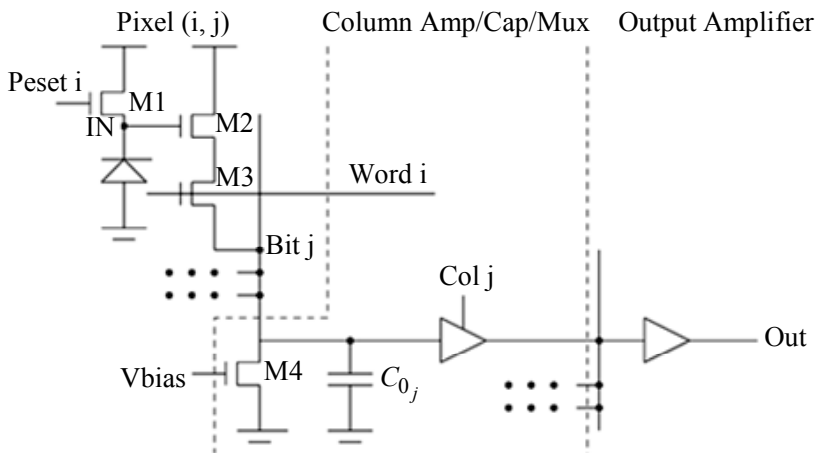 Pixel (i, j)
Column Amp/Cap/Mux
Output Amplifier
Peset i
M1
IN
M2
M3
Word i
Bit j
Col j
Vbias
M4
C0j
Out